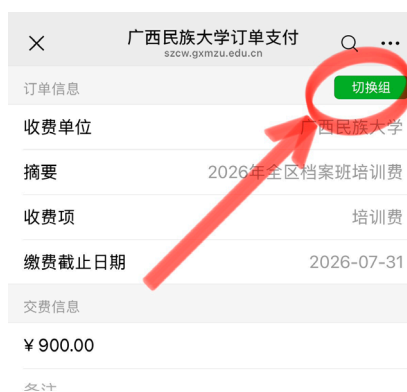 广西民族大学订单支付
szcw.gxmzu.edu.cn
订单信息
切换组
收费单位 广西民族大学
摘要 2026年全区档案班培训费
收费项 培训费
缴费截止日期 2026-07-31
交费信息
¥900.00
备注